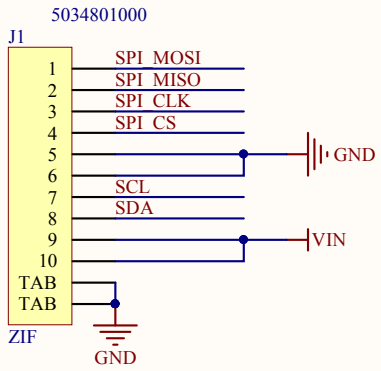 5034801000
J1
1 SPI_MOSI
2 SPI_MISO
3 SPI_CLK
4 SPI_CS
5 GND
6
7 SCL
8 SDA
9 VIN
10
TAB
TAB
ZIF
GND